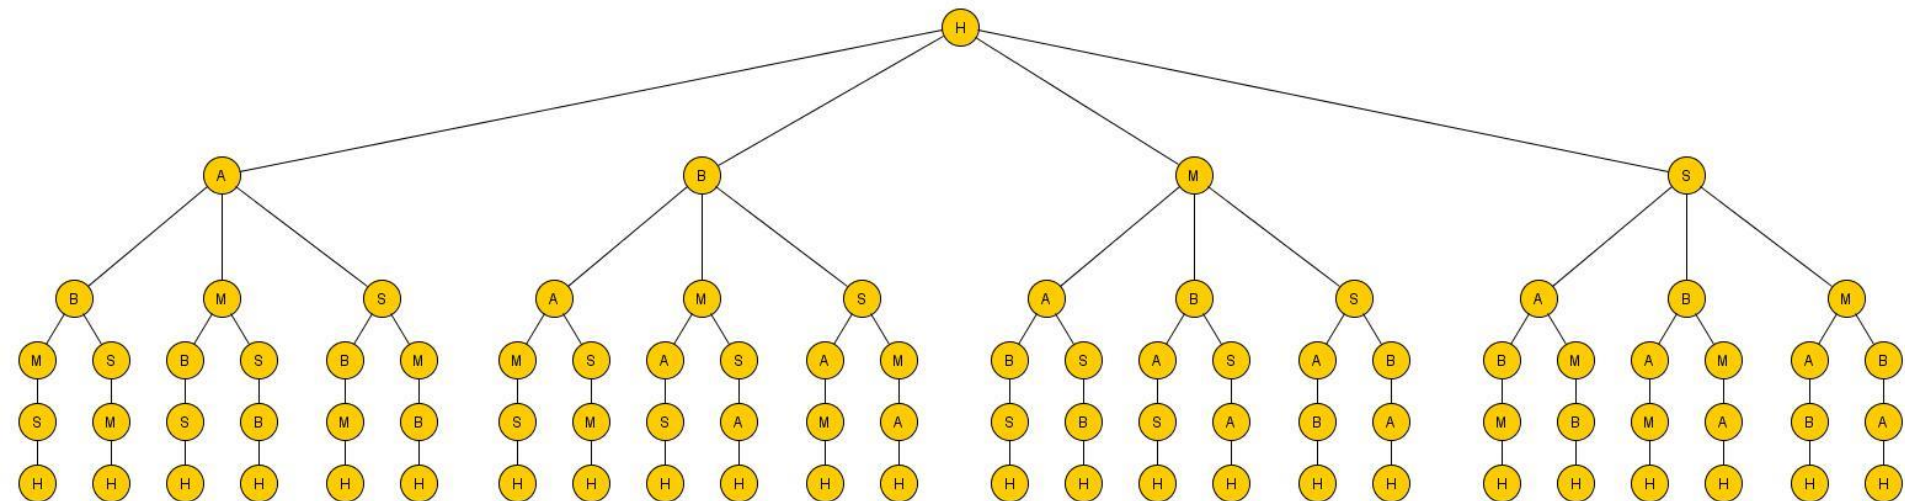 H
A B M S
B M S A M S A B S A B M
M S B S B M M S A S A M B S A S A B B M A M A B
S M S B M B S M S A M A S B S A B A M B M A B A
H H H H H H H H H H H H H H H H H H H H H H H H